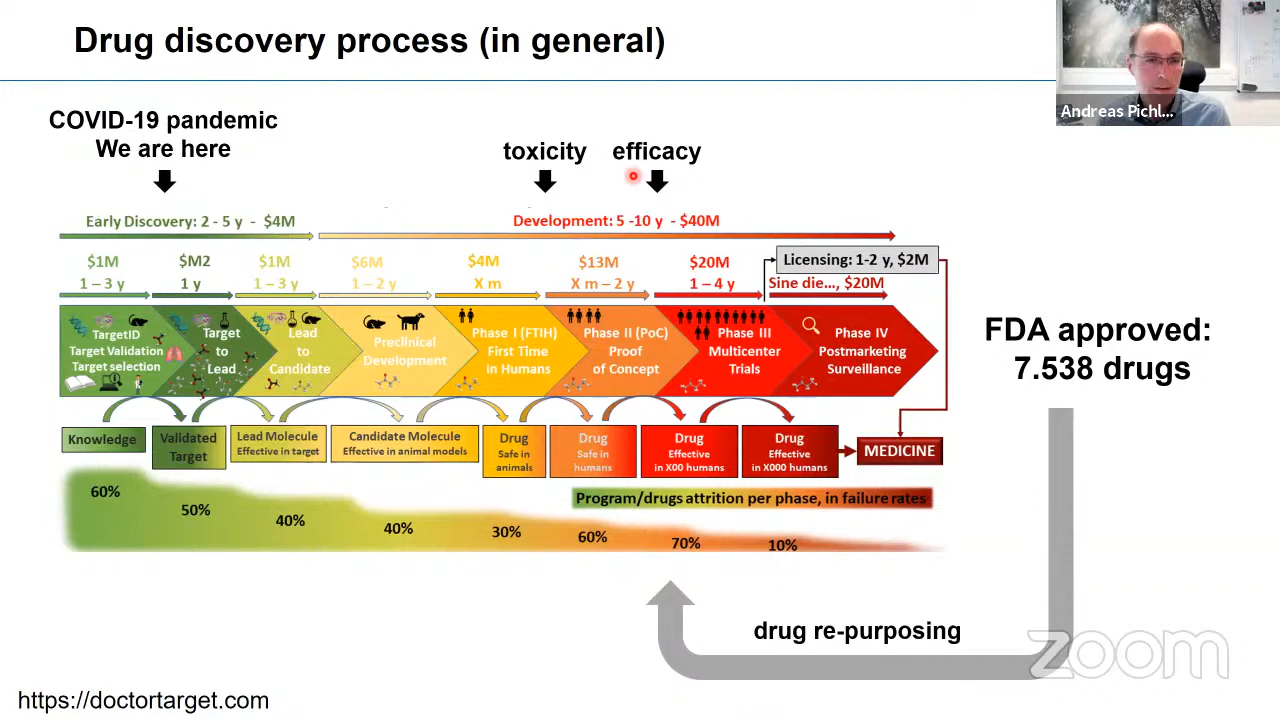 Drug discovery process (in general)
Andreas Pichl...
COVID-19 pandemic
We are here
toxicity
efficacy
Early Discovery: 2 - 5 y - $4M
Development: 5 -10 y - $40M
$1M
1 – 3 y
$M2
1 y
$1M
1 – 3 y
$6M
1 – 2 y
$4M
X m
$13M
X m – 2 y
$20M
1 – 4 y
Licensing: 1-2 y, $2M
Sine die..., $20M
TargetID
Target Validation
Target selection
Target
to
Lead
Lead
to
Candidate
Preclinical
Development
Phase I (FTIH)
First Time
in Humans
Phase II (PoC)
Proof
of Concept
Phase III
Multicenter
Trials
Phase IV
Postmarketing
Surveillance
FDA approved:
7.538 drugs
Knowledge
Validated
Target
Lead Molecule
Effective in target
Candidate Molecule
Effective in animal models
Drug
Safe in
animals
Drug
Safe in
humans
Drug
Effective
in X00 humans
Drug
Effective
in X000 humans
MEDICINE
Program/drugs attrition per phase, in failure rates
60%
50%
40%
40%
30%
60%
70%
10%
drug re-purposing
zoom
https://doctortarget.com